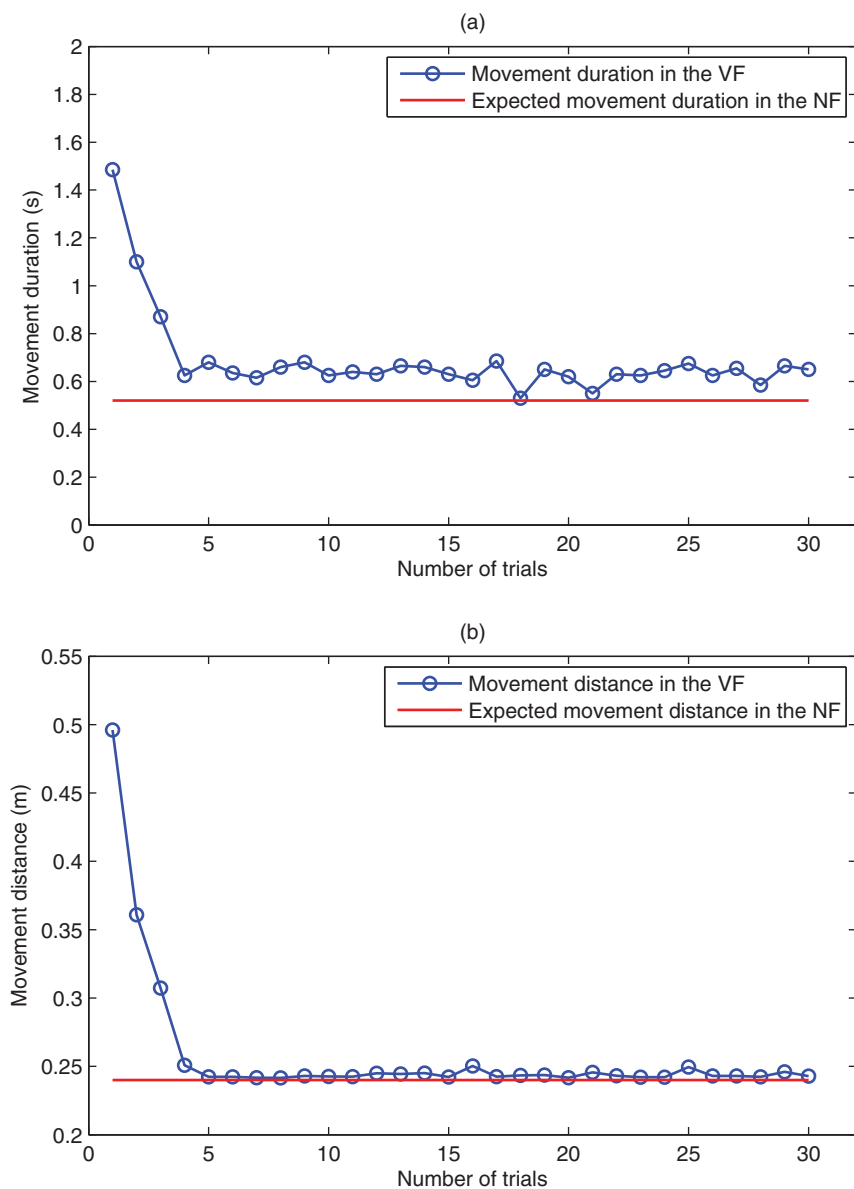 (a)
2
1.8
1.6
1.4
1.2
1
0.8
0.6
0.4
0.2
0
Movement duration (s)
Movement duration in the VF
Expected movement duration in the NF
0 5 10 15 20 25 30
Number of trials
(b)
0.55
0.5
0.45
0.4
0.35
0.3
0.25
0.2
Movement distance (m)
Movement distance in the VF
Expected movement distance in the NF
0 5 10 15 20 25 30
Number of trials